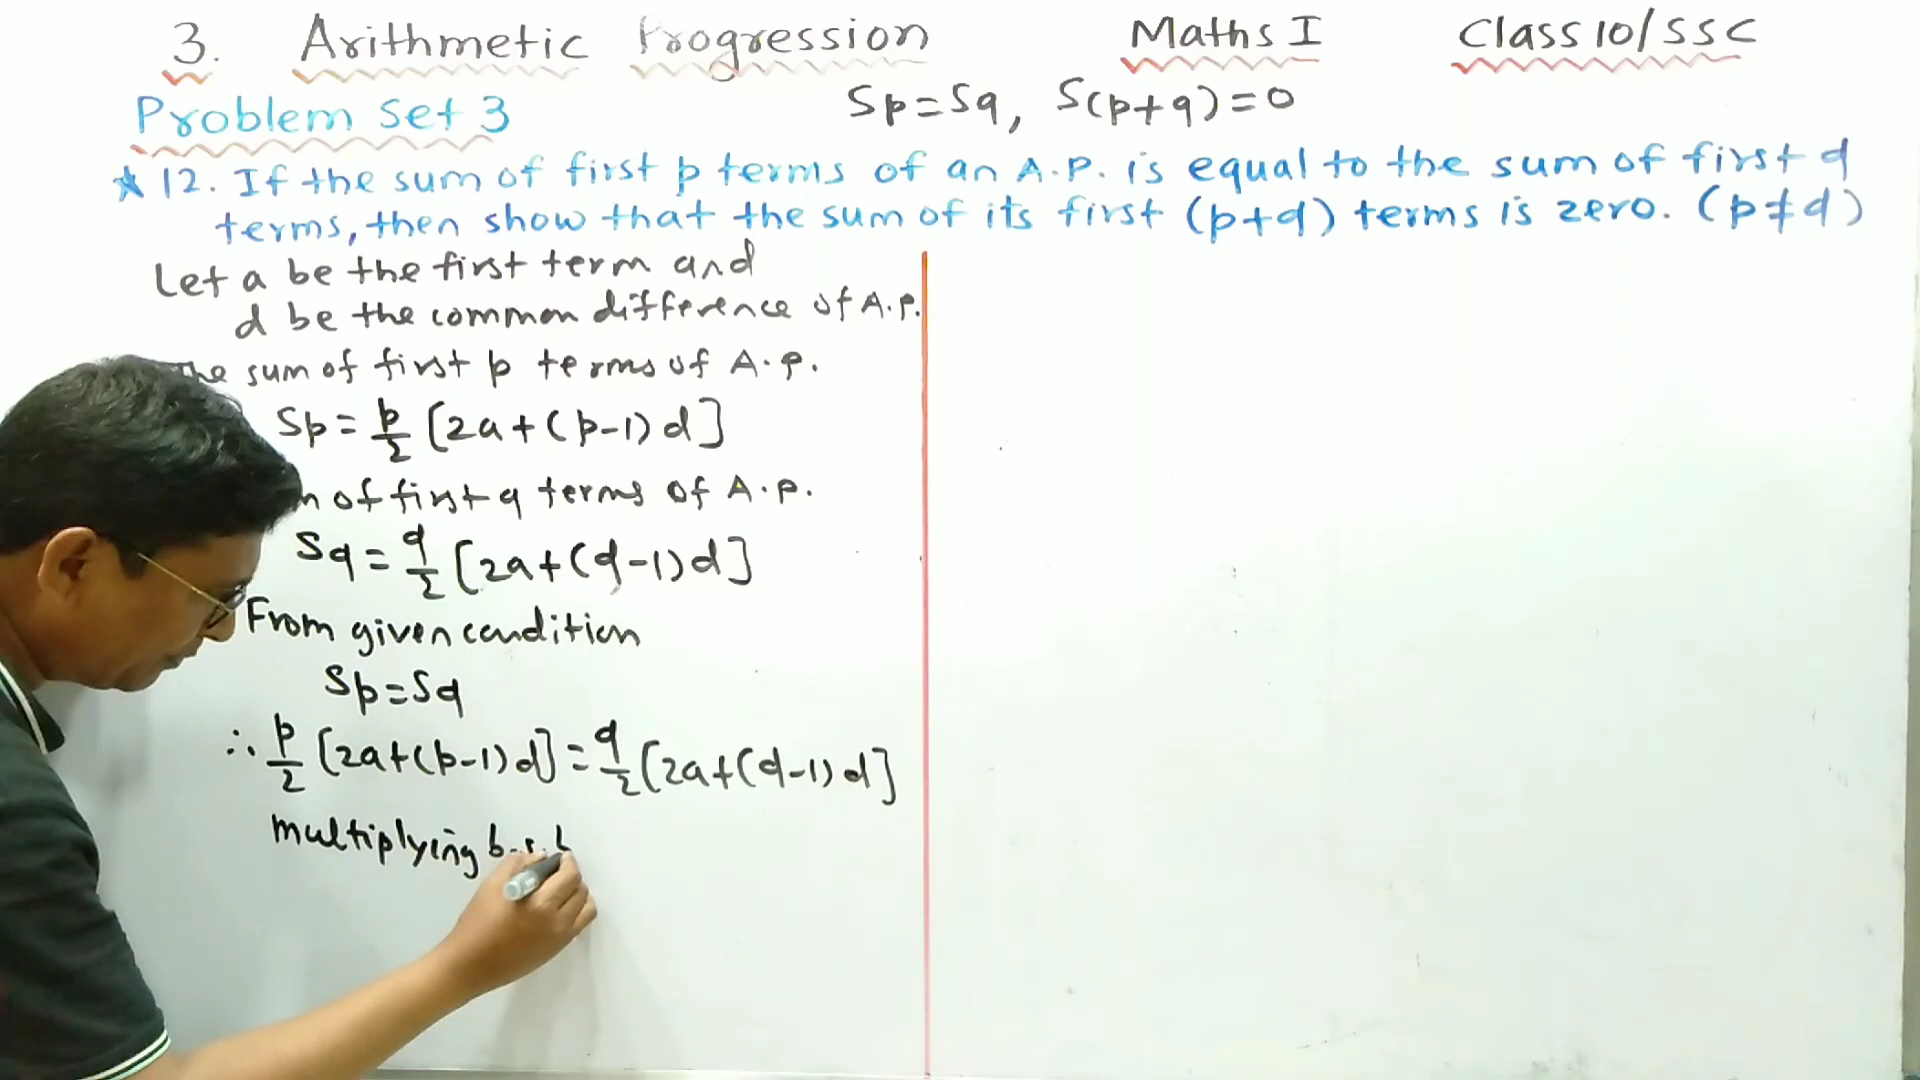 3. Arithmetic Progression Maths I Class 10/SSC
Problem Set 3
Sp=Sq, S(p+q)=0
* 12. If the sum of first p terms of an A.P. is equal to the sum of first q
terms, then show that the sum of its first (p+q) terms is zero. (p≠q)
Let a be the first term and
d be the common difference of A.P.
The sum of first p terms of A.P.
Sp = p/2 [2a+(p-1)d]
of first q terms of A.P.
Sq = q/2 [2a+(q-1)d]
From given condition
Sp=Sq
∴ p/2 [2a+(p-1)d] = q/2 [2a+(q-1)d]
multiplying b.s. b